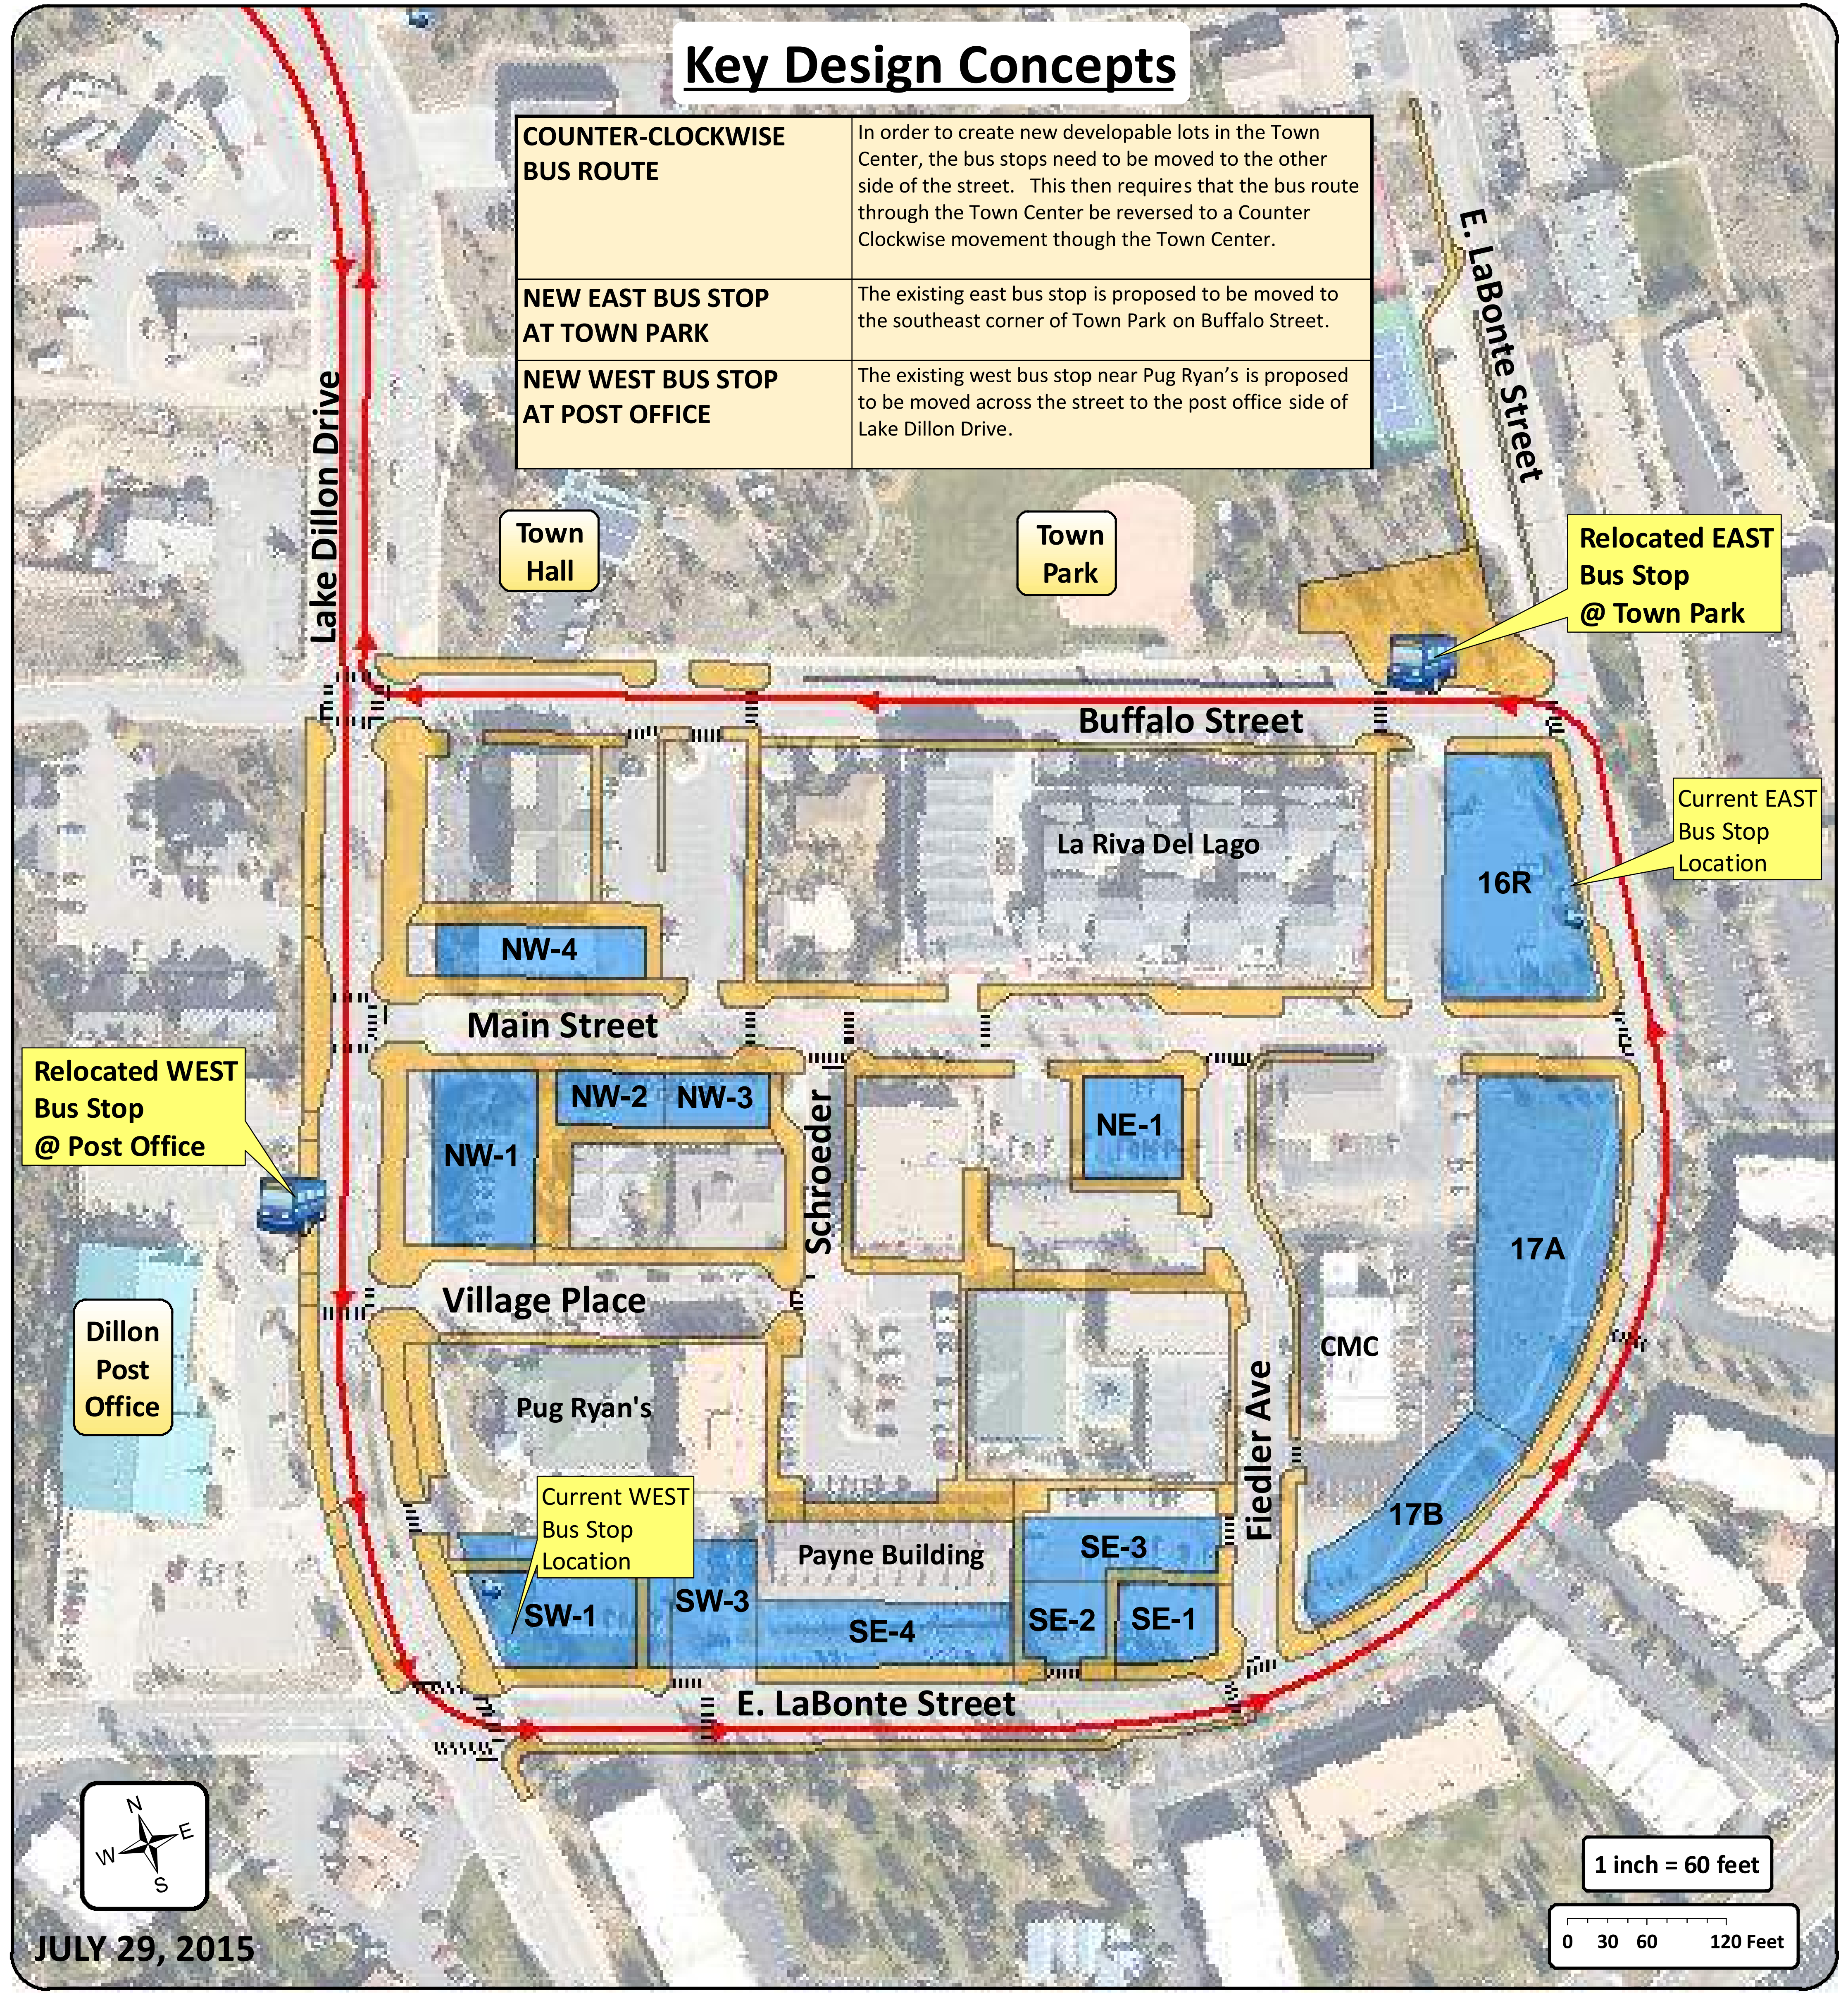 Key Design Concepts
COUNTER-CLOCKWISE
BUS ROUTE
In order to create new developable lots in the Town
Center, the bus stops need to be moved to the other
side of the street.   This then requires that the bus route
through the Town Center be reversed to a Counter
Clockwise movement though the Town Center.
NEW EAST BUS STOP
AT TOWN PARK
The existing east bus stop is proposed to be moved to
the southeast corner of Town Park on Buffalo Street.
NEW WEST BUS STOP
AT POST OFFICE
The existing west bus stop near Pug Ryan’s is proposed
to be moved across the street to the post office side of
Lake Dillon Drive.
E. LaBonte Street
Lake Dillon Drive
Town
Hall
Town
Park
Relocated EAST
Bus Stop
@ Town Park
Buffalo Street
Current EAST
Bus Stop
Location
La Riva Del Lago
16R
NW-4
Main Street
Relocated WEST
Bus Stop
@ Post Office
NW-1
NW-2
NW-3
Schroeder
NE-1
17A
Village Place
Dillon
Post
Office
CMC
Pug Ryan's
Fiedler Ave
Current WEST
Bus Stop
Location
17B
Payne Building
SE-3
SW-1
SW-3
SE-4
SE-2
SE-1
E. LaBonte Street
N
E
W
S
1 inch = 60 feet
0 30 60 120 Feet
JULY 29, 2015